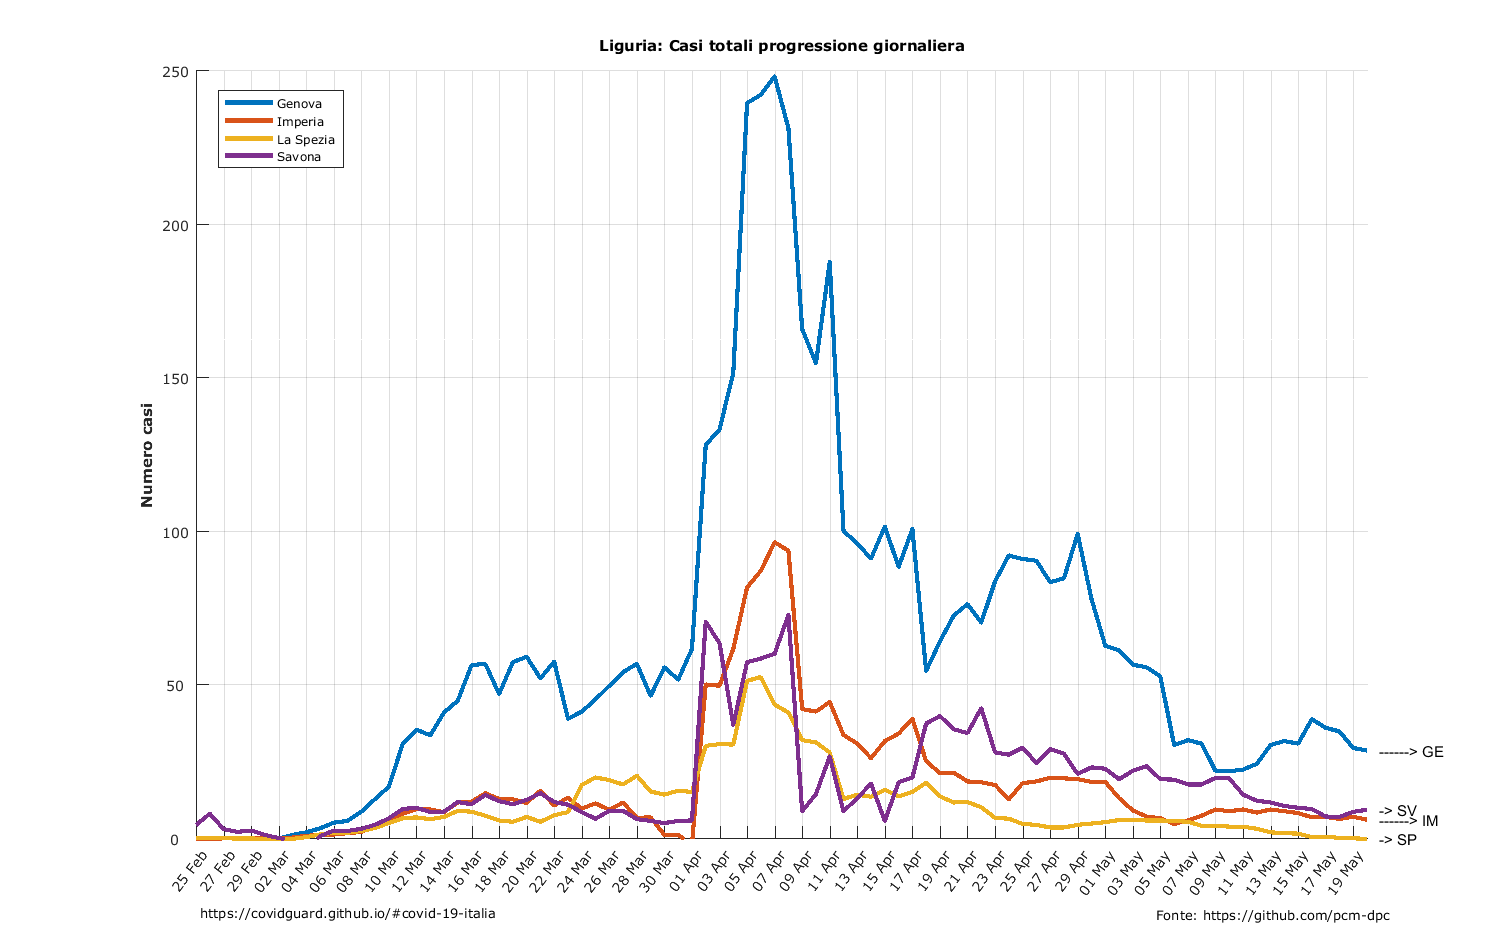 Liguria: Casi totali progressione giornaliera
Numero casi
250
200
150
100
50
0
Genova
Imperia
La Spezia
Savona
------> GE
-> SV
------> IM
-> SP
25 Feb
27 Feb
29 Feb
02 Mar
04 Mar
06 Mar
08 Mar
10 Mar
12 Mar
14 Mar
16 Mar
18 Mar
20 Mar
22 Mar
24 Mar
26 Mar
28 Mar
30 Mar
01 Apr
03 Apr
05 Apr
07 Apr
09 Apr
11 Apr
13 Apr
15 Apr
17 Apr
19 Apr
21 Apr
23 Apr
25 Apr
27 Apr
29 Apr
01 May
03 May
05 May
07 May
09 May
11 May
13 May
15 May
17 May
19 May
https://covidguard.github.io/#covid-19-italia
Fonte: https://github.com/pcm-dpc